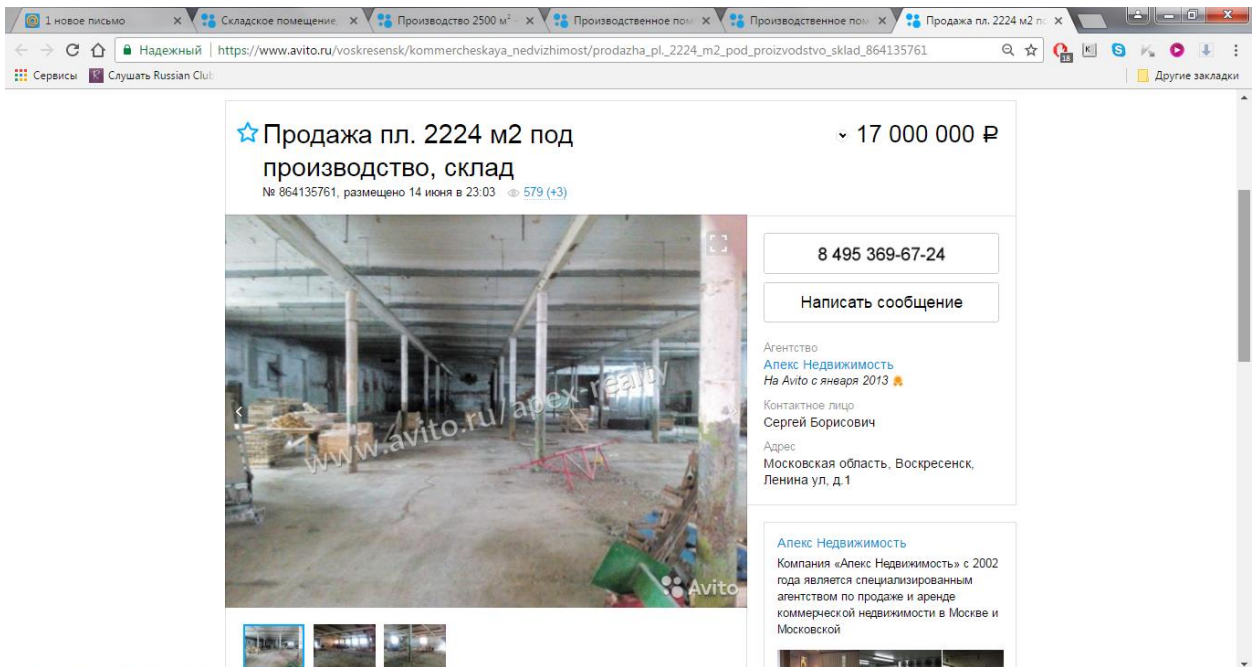 1 новое письмо
Складское помещение,
Производство 2500 м² -
Производственное пом
Производственное пом
Продажа пл. 2224 м2 по
Надежный | https://www.avito.ru/voskresensk/kommercheskaya_nedvizhimost/prodazha_pl._2224_m2_pod_proizvodstvo_sklad_864135761
18
Сервисы
Слушать Russian Club
Другие закладки
Продажа пл. 2224 м2 под
производство, склад
17 000 000 ₽
№ 864135761, размещено 14 июня в 23:03 579 (+3)
www.avito.ru/apex-realty
Avito
8 495 369-67-24
Написать сообщение
Агентство
Апекс Недвижимость
На Avito с января 2013
Контактное лицо
Сергей Борисович
Адрес
Московская область, Воскресенск,
Ленина ул, д.1
Апекс Недвижимость
Компания «Апекс Недвижимость» с 2002
года является специализированным
агентством по продаже и аренде
коммерческой недвижимости в Москве и
Московской